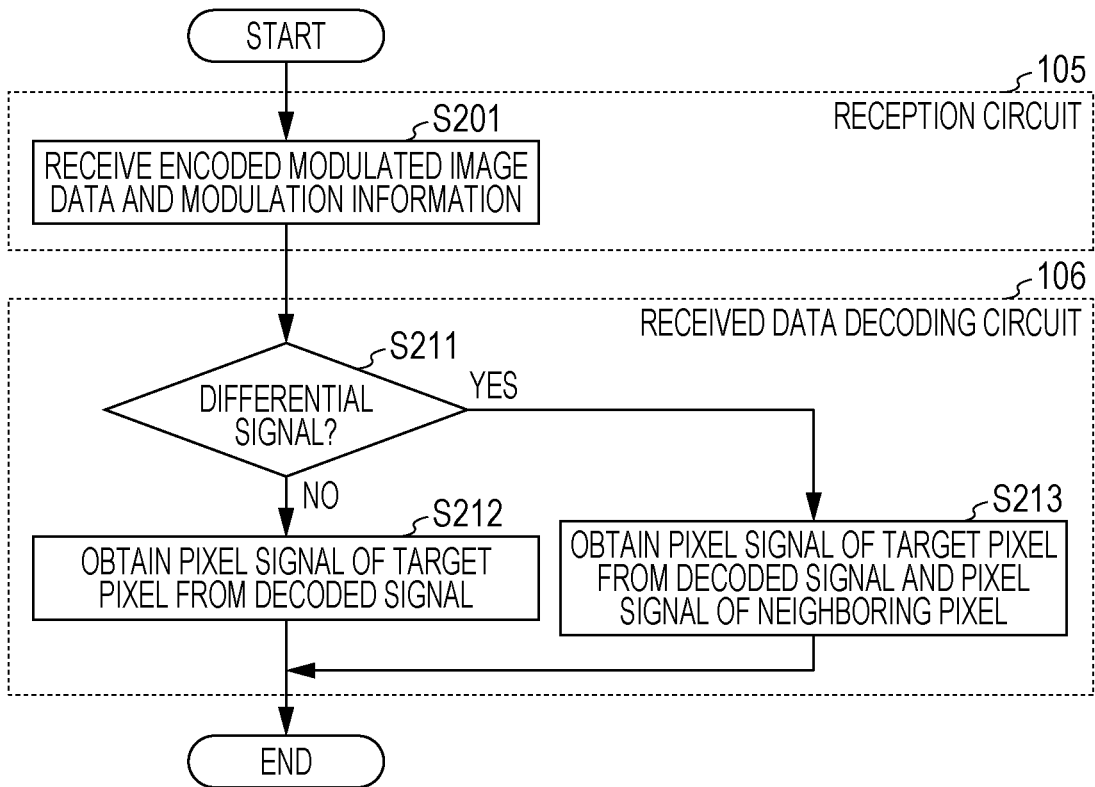 START
105
RECEPTION CIRCUIT
S201
RECEIVE ENCODED MODULATED IMAGE
DATA AND MODULATION INFORMATION
106
RECEIVED DATA DECODING CIRCUIT
S211
DIFFERENTIAL
SIGNAL?
YES
NO
S212
OBTAIN PIXEL SIGNAL OF TARGET
PIXEL FROM DECODED SIGNAL
S213
OBTAIN PIXEL SIGNAL OF TARGET PIXEL
FROM DECODED SIGNAL AND PIXEL
SIGNAL OF NEIGHBORING PIXEL
END